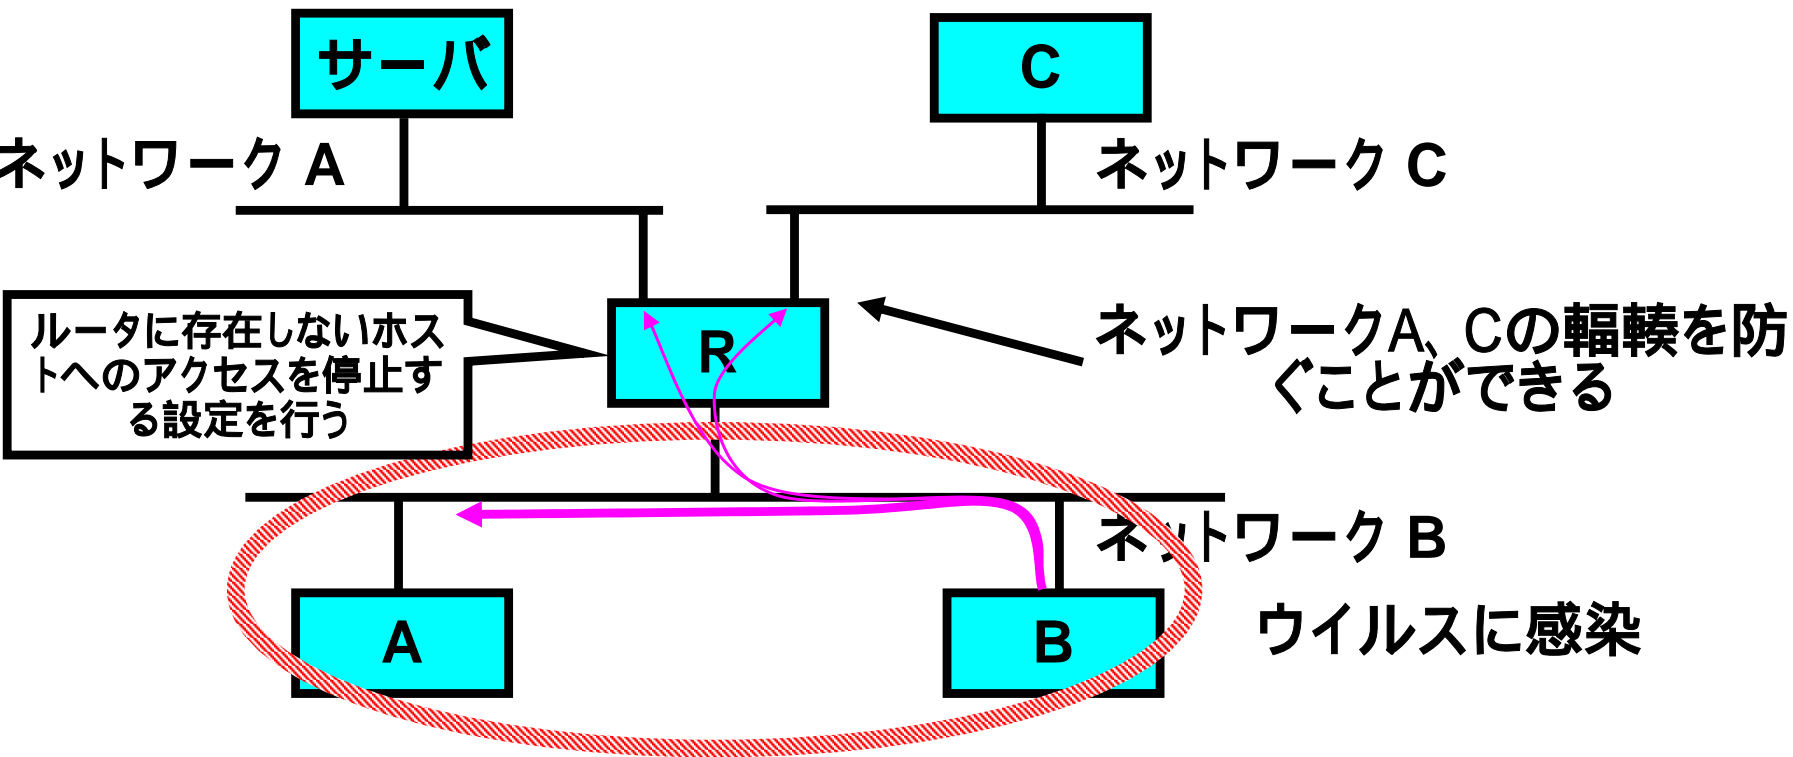 サーバ
C
ネットワーク A
ネットワーク C
ルータに存在しないホス
トへのアクセスを停止す
る設定を行う
R
ネットワークA、Cの輻輳を防
ぐことができる
ネットワーク B
A
B
ウイルスに感染